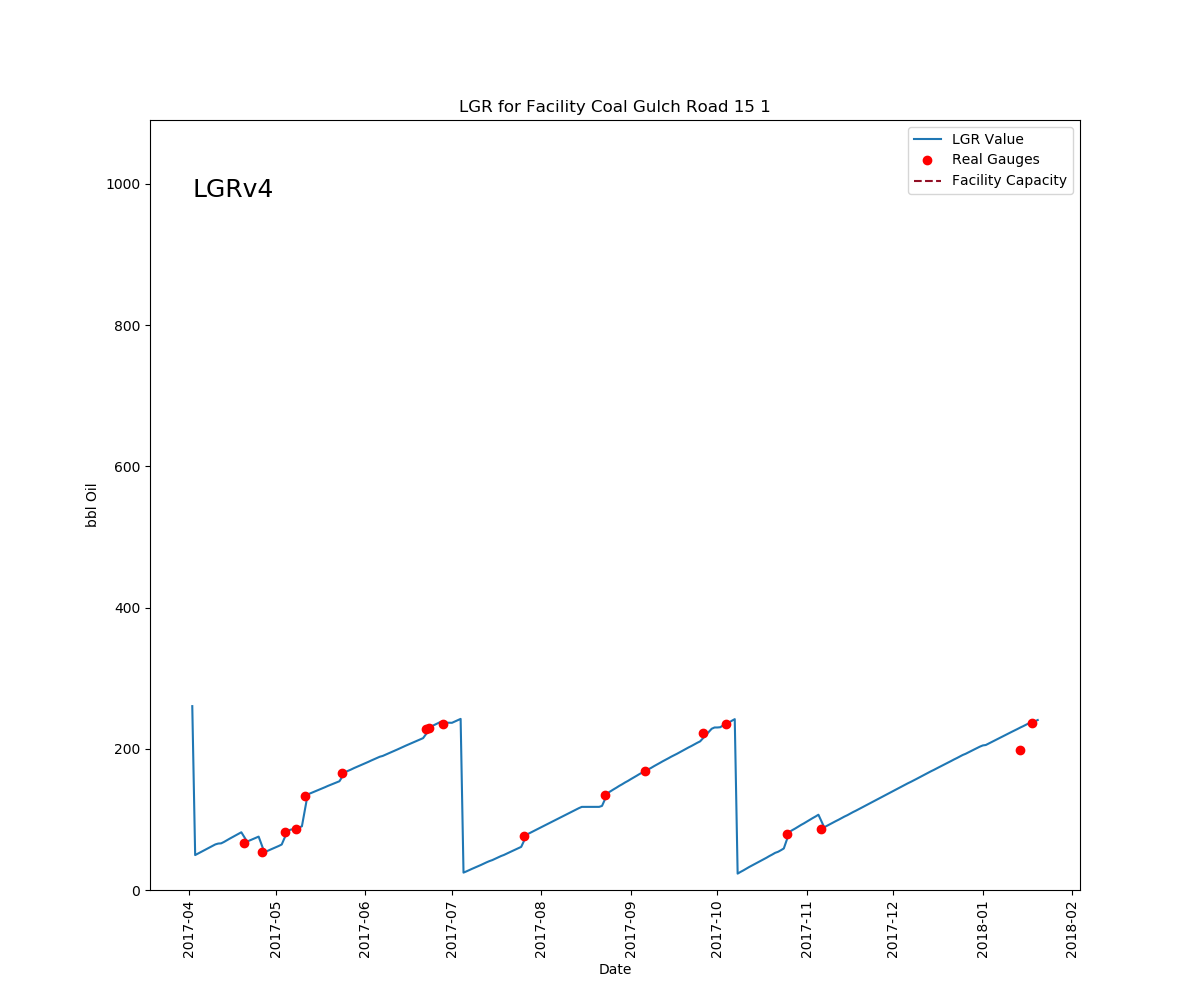 LGR for Facility Coal Gulch Road 15 1
LGRv4
LGR Value
Real Gauges
Facility Capacity
1000
800
600
400
200
0
bbl Oil
2017-04
2017-05
2017-06
2017-07
2017-08
2017-09
2017-10
2017-11
2017-12
2018-01
2018-02
Date